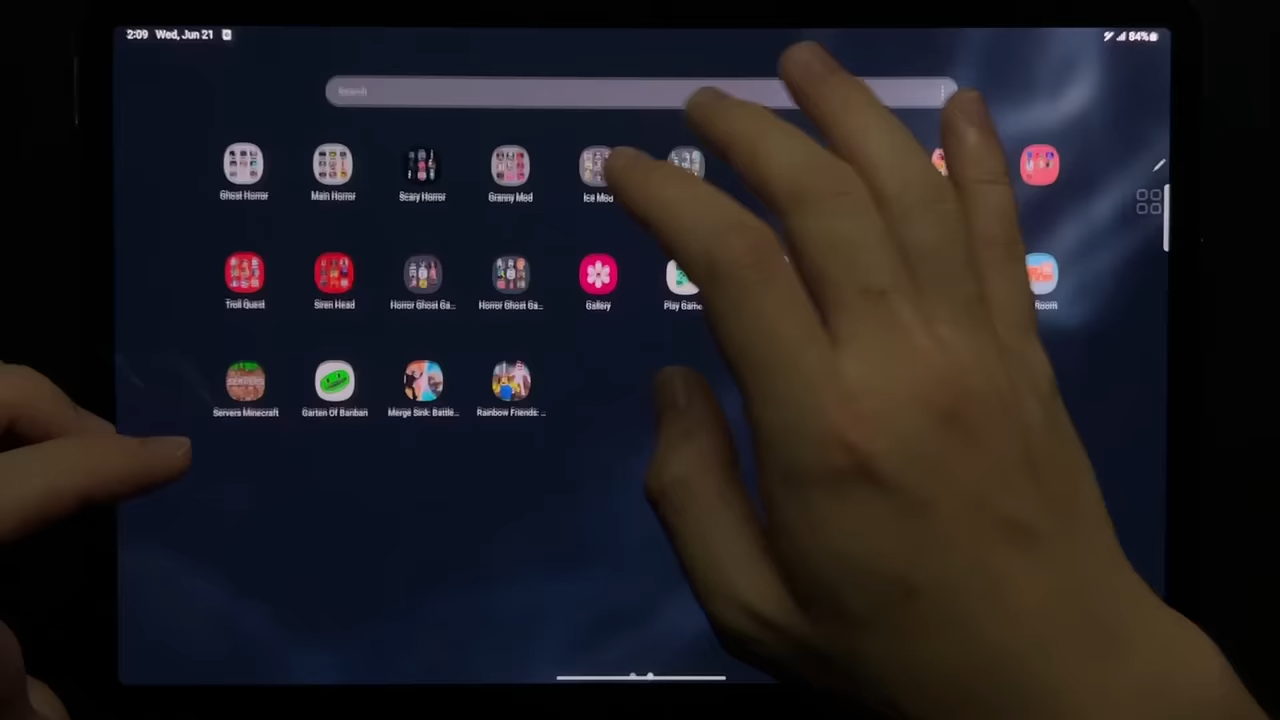 2:09 Wed, Jun 21
84%
Search
Ghost Horror
Main Horror
Scary Horror
Granny Mod
Ice Mod
Troll Quest
Siren Head
Horror Ghost Ga...
Horror Ghost Ga...
Gallery
Play Game
Room
SERVERS
Servers Minecraft
Garten Of Banban
Merge Sink: Battle...
Rainbow Friends: ...